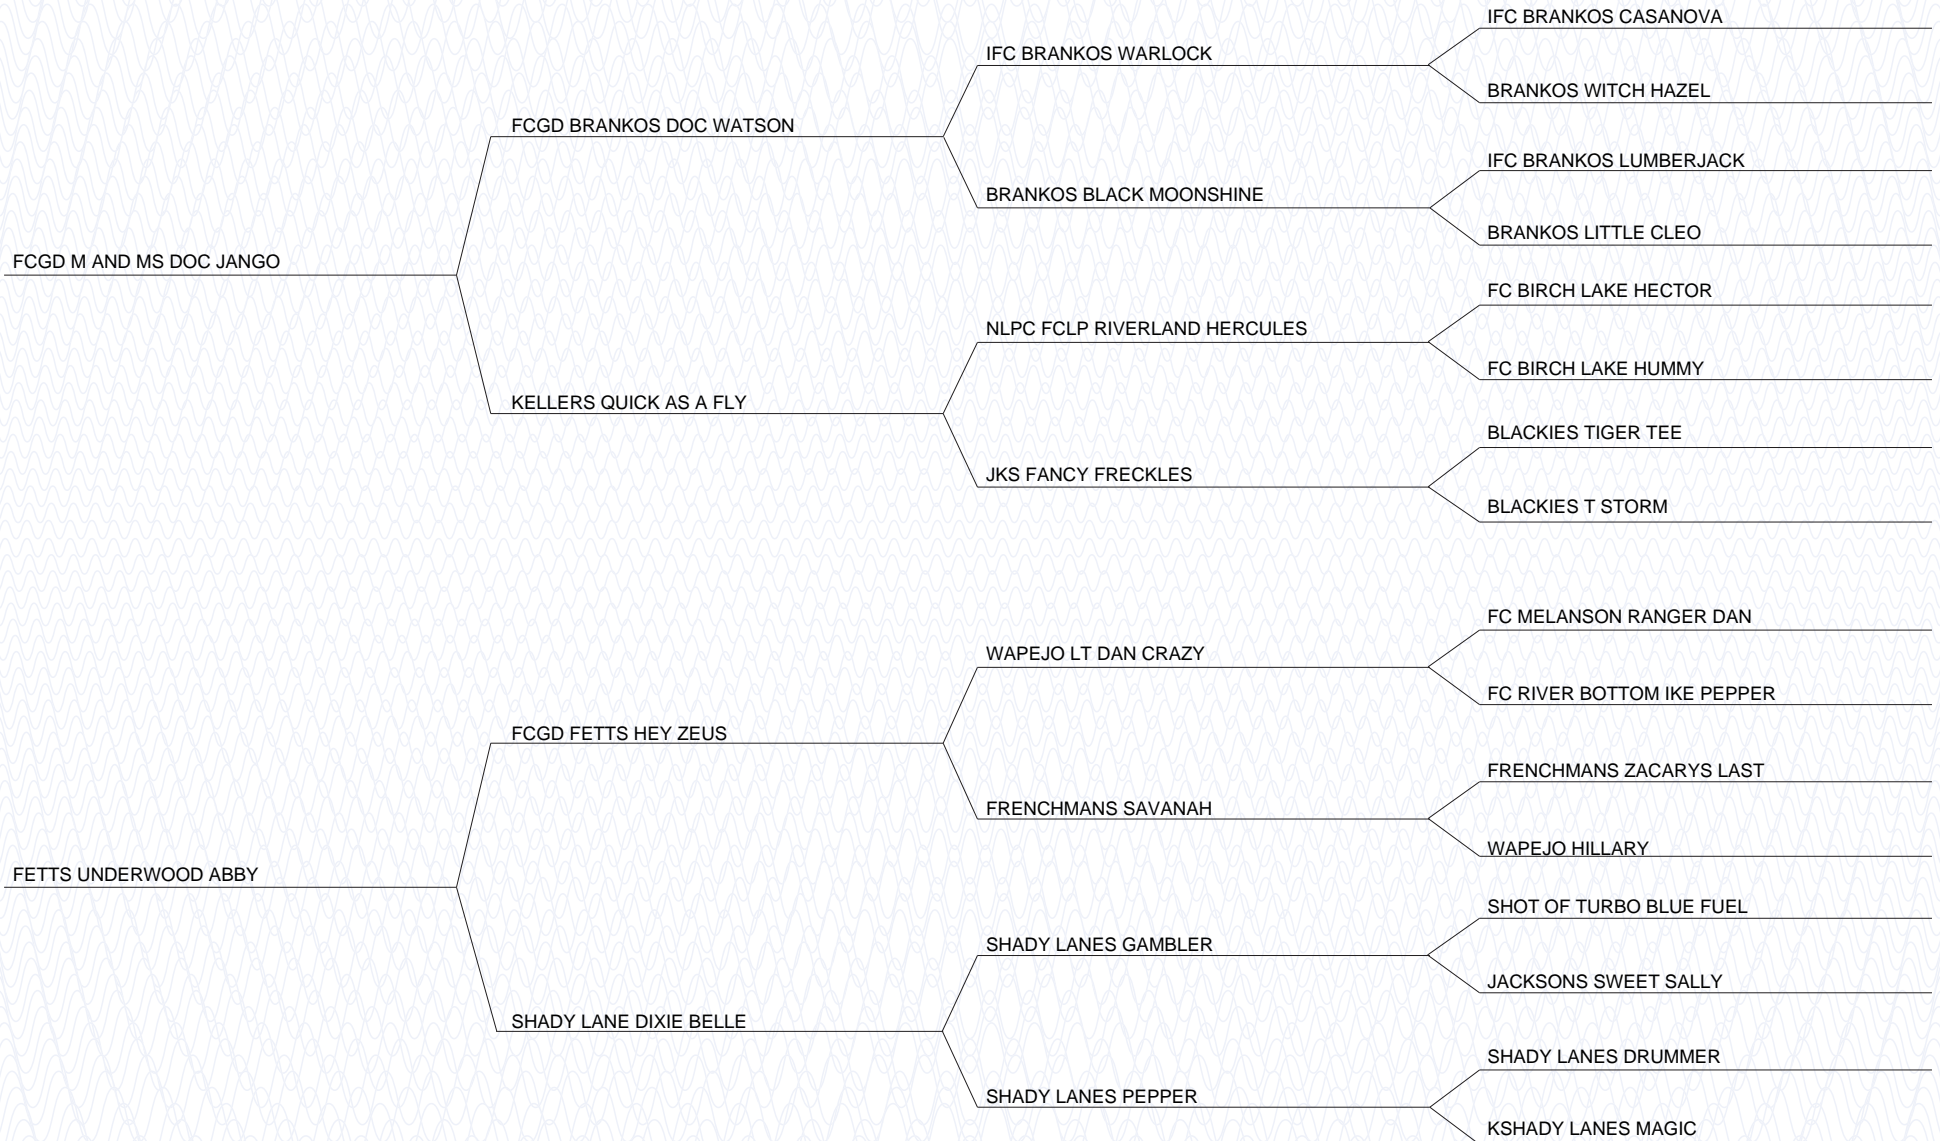 IFC BRANKOS CASANOVA
IFC BRANKOS WARLOCK
BRANKOS WITCH HAZEL
FCGD BRANKOS DOC WATSON
IFC BRANKOS LUMBERJACK
BRANKOS BLACK MOONSHINE
BRANKOS LITTLE CLEO
FCGD M AND MS DOC JANGO
FC BIRCH LAKE HECTOR
NLPC FCLP RIVERLAND HERCULES
FC BIRCH LAKE HUMMY
KELLERS QUICK AS A FLY
BLACKIES TIGER TEE
JKS FANCY FRECKLES
BLACKIES T STORM
FC MELANSON RANGER DAN
WAPEJO LT DAN CRAZY
FC RIVER BOTTOM IKE PEPPER
FCGD FETTS HEY ZEUS
FRENCHMANS ZACARYS LAST
FRENCHMANS SAVANAH
WAPEJO HILLARY
FETTS UNDERWOOD ABBY
SHOT OF TURBO BLUE FUEL
SHADY LANES GAMBLER
JACKSONS SWEET SALLY
SHADY LANE DIXIE BELLE
SHADY LANES DRUMMER
SHADY LANES PEPPER
KSHADY LANES MAGIC